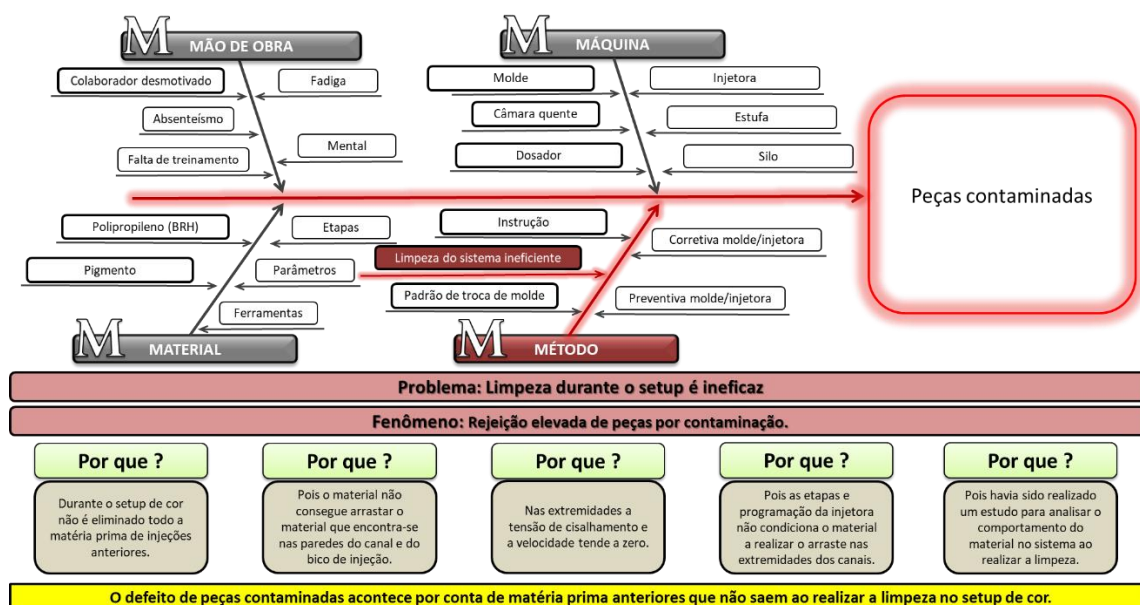 M MÃO DE OBRA
M MÁQUINA
Colaborador desmotivado
Fadiga
Absenteísmo
Mental
Falta de treinamento
Molde
Injetora
Câmara quente
Estufa
Dosador
Silo
Peças contaminadas
Polipropileno (BRH)
Etapas
Pigmento
Parâmetros
Ferramentas
Instrução
Corretiva molde/injetora
Limpeza do sistema ineficiente
Padrão de troca de molde
Preventiva molde/injetora
M MATERIAL
M MÉTODO
Problema: Limpeza durante o setup é ineficaz
Fenômeno: Rejeição elevada de peças por contaminação.
Por que ?
Durante o setup de cor
não é eliminado todo a
matéria prima de injeções
anteriores.
Por que ?
Pois o material não
consegue arrastar o
material que encontra-se
nas paredes do canal e do
bico de injeção.
Por que ?
Nas extremidades a
tensão de cisalhamento e
a velocidade tende a zero.
Por que ?
Pois as etapas e
programação da injetora
não condiciona o material
a realizar o arraste nas
extremidades dos canais.
Por que ?
Pois havia sido realizado
um estudo para analisar o
comportamento do
material no sistema ao
realizar a limpeza.
O defeito de peças contaminadas acontece por conta de matéria prima anteriores que não saem ao realizar a limpeza no setup de cor.